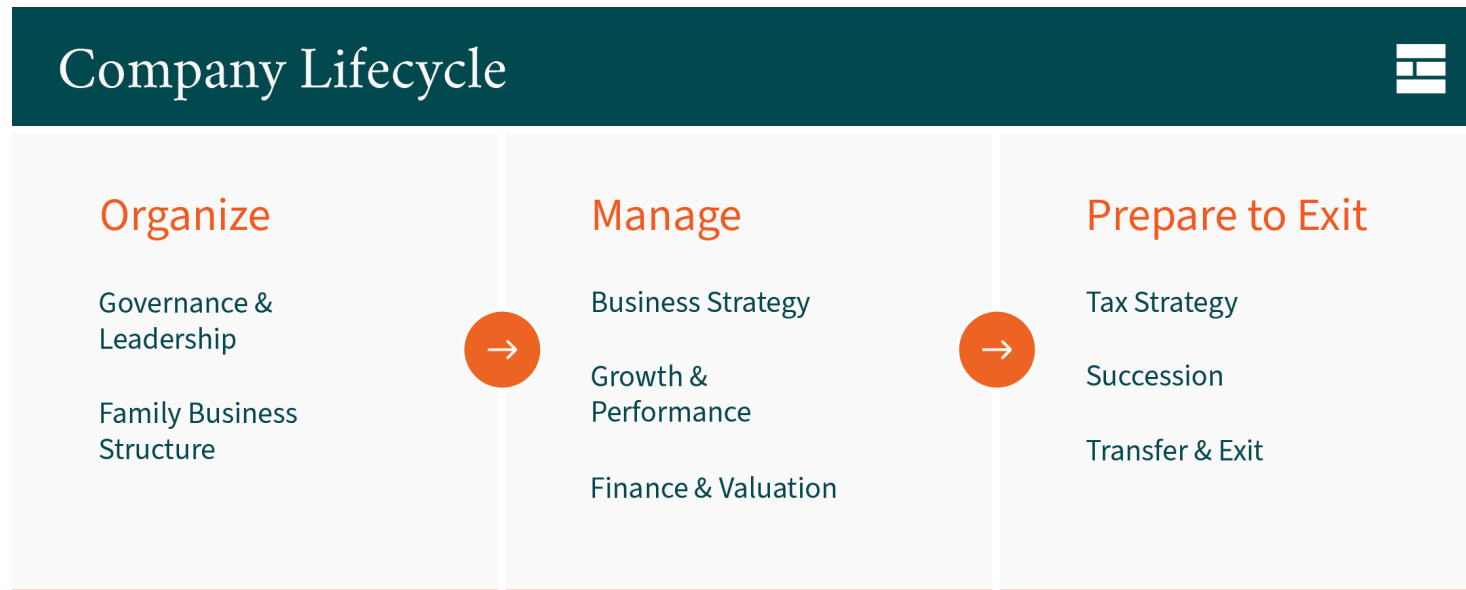 Company Lifecycle
Organize
Governance &
Leadership
Family Business
Structure
Manage
Business Strategy
Growth &
Performance
Finance & Valuation
Prepare to Exit
Tax Strategy
Succession
Transfer & Exit